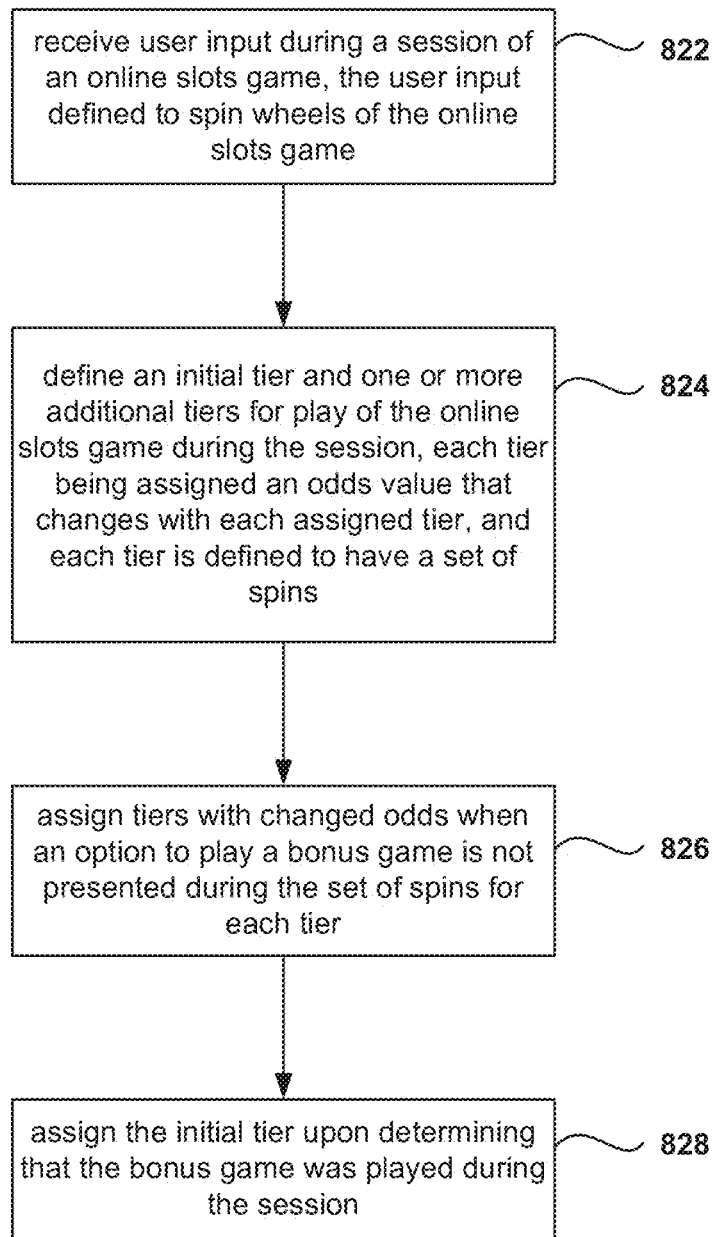 receive user input during a session of
an online slots game, the user input
defined to spin wheels of the online
slots game
822
define an initial tier and one or more
additional tiers for play of the online
slots game during the session, each tier
being assigned an odds value that
changes with each assigned tier, and
each tier is defined to have a set of
spins
824
assign tiers with changed odds when
an option to play a bonus game is not
presented during the set of spins for
each tier
826
assign the initial tier upon determining
that the bonus game was played during
the session
828